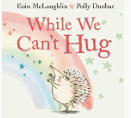 Eoin McLaughlin Polly Dunbar
While We
Can't Hug